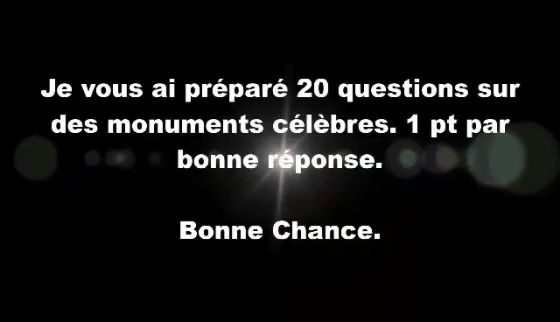 Je vous ai préparé 20 questions sur
des monuments célèbres. 1 pt par
bonne réponse.
Bonne Chance.